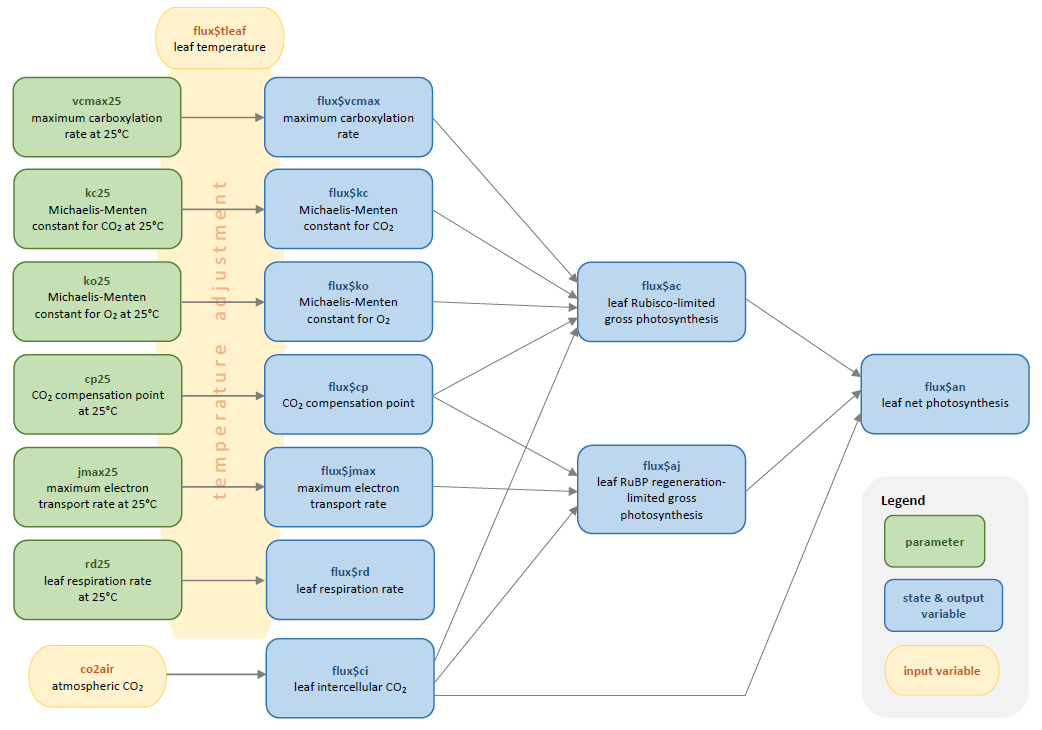 flux$tleaf
leaf temperature
vcmax25
maximum carboxylation
rate at 25°C
flux$vcmax
maximum carboxylation
rate
kc25
Michaelis-Menten
constant for CO₂ at 25°C
flux$kc
Michaelis-Menten
constant for CO₂
temperature adjustment
ko25
Michaelis-Menten
constant for O₂ at 25°C
flux$ko
Michaelis-Menten
constant for O₂
flux$ac
leaf Rubisco-limited
gross photosynthesis
cp25
CO₂ compensation point
at 25°C
flux$cp
CO₂ compensation point
flux$an
leaf net photosynthesis
jmax25
maximum electron
transport rate at 25°C
flux$jmax
maximum electron
transport rate
flux$aj
leaf RuBP regeneration-
limited gross
photosynthesis
rd25
leaf respiration rate
at 25°C
flux$rd
leaf respiration rate
co2air
atmospheric CO₂
flux$ci
leaf intercellular CO₂
Legend
parameter
state & output
variable
input variable